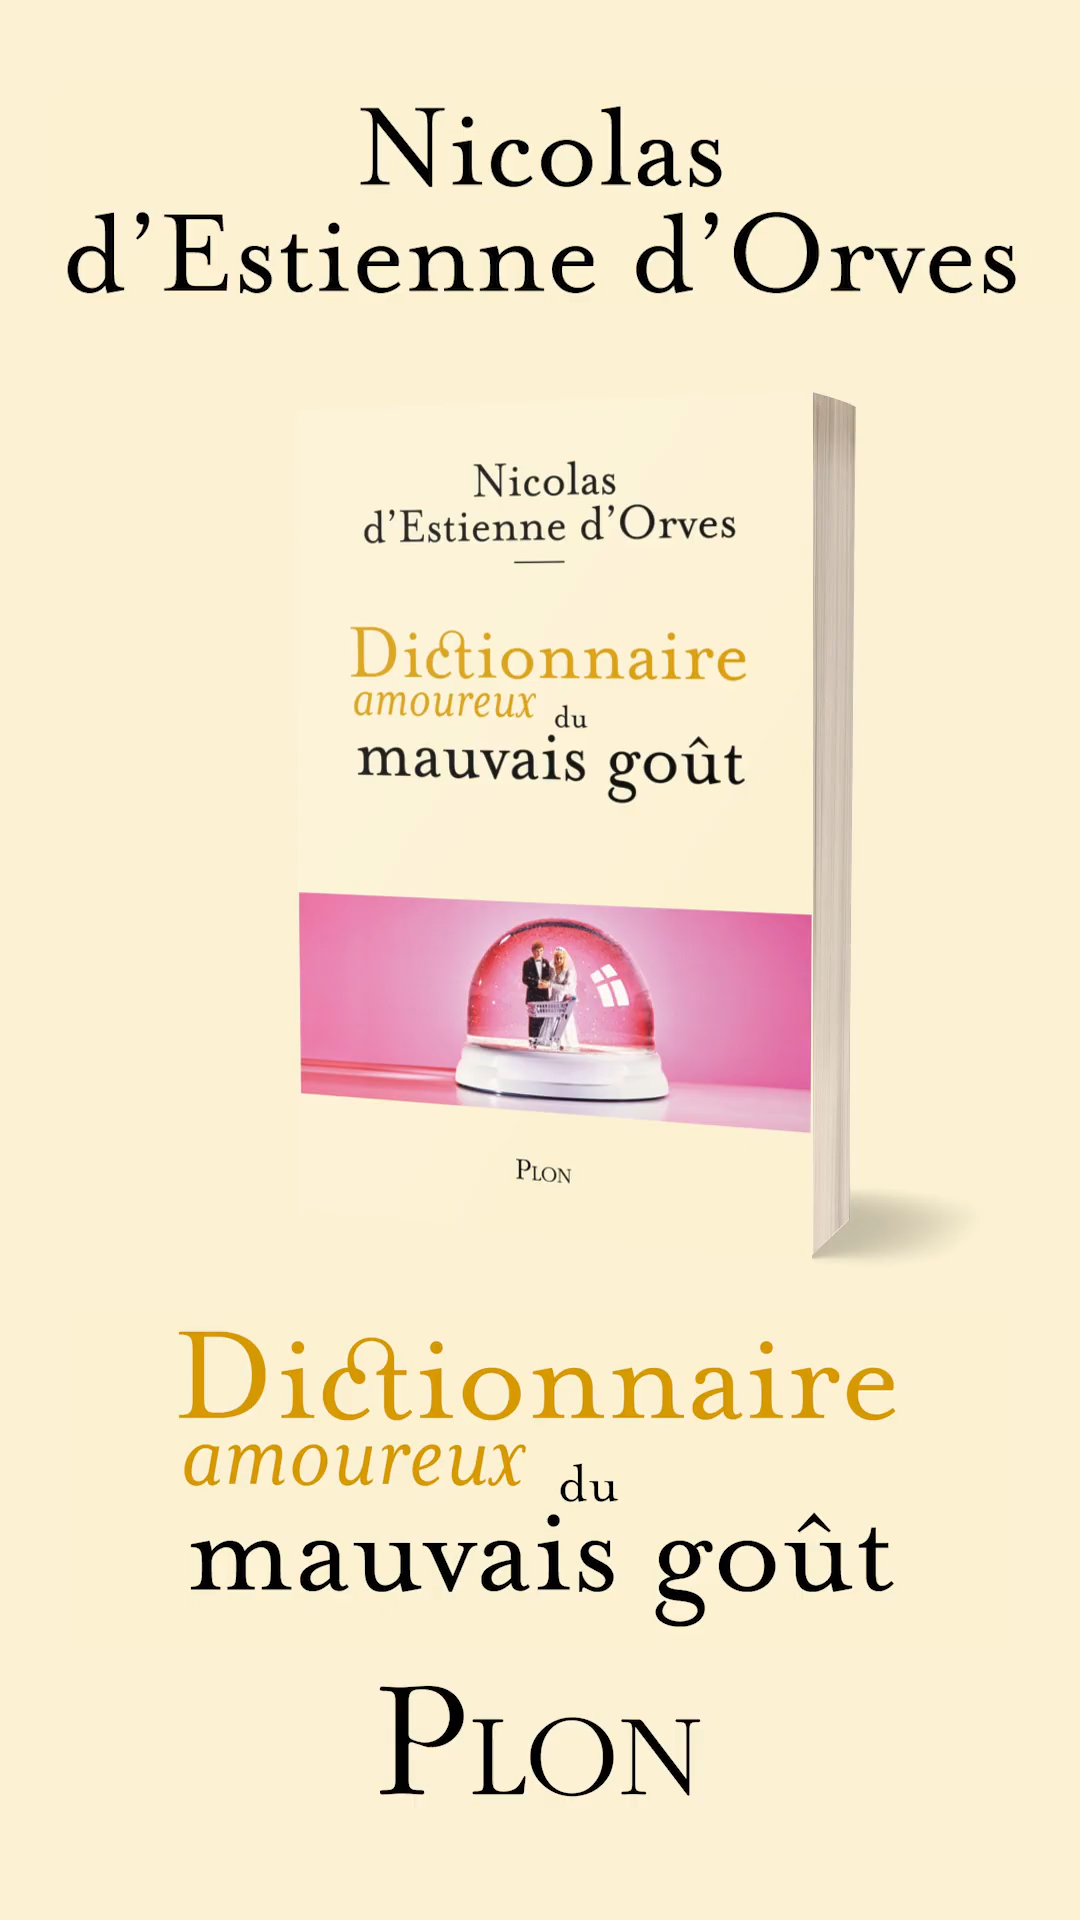 Nicolas
d’Estienne d’Orves
Nicolas
d’Estienne d’Orves
Dictionnaire
amoureux du
mauvais goût
PLON
Dictionnaire
amoureux du
mauvais goût
PLON